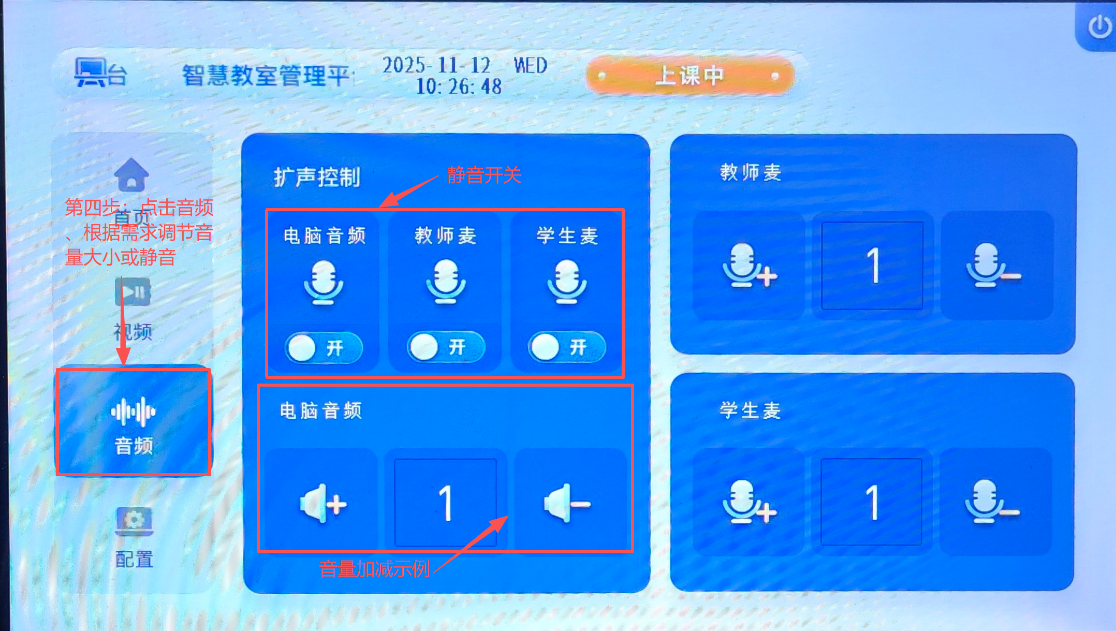 台 智慧教室管理平
2025-11-12 WED
10:26:48
上课中
首页
视频
音频
配置
第四步：点击音频
、根据需求调节音
量大小或静音
扩声控制
静音开关
电脑音频 教师麦 学生麦
开 开 开
电脑音频
1
音量加减示例
教师麦
1
学生麦
1